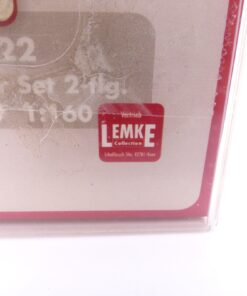 22
r Set 2-tlg.
1:160
Vertrieb
LEMKE
Collection